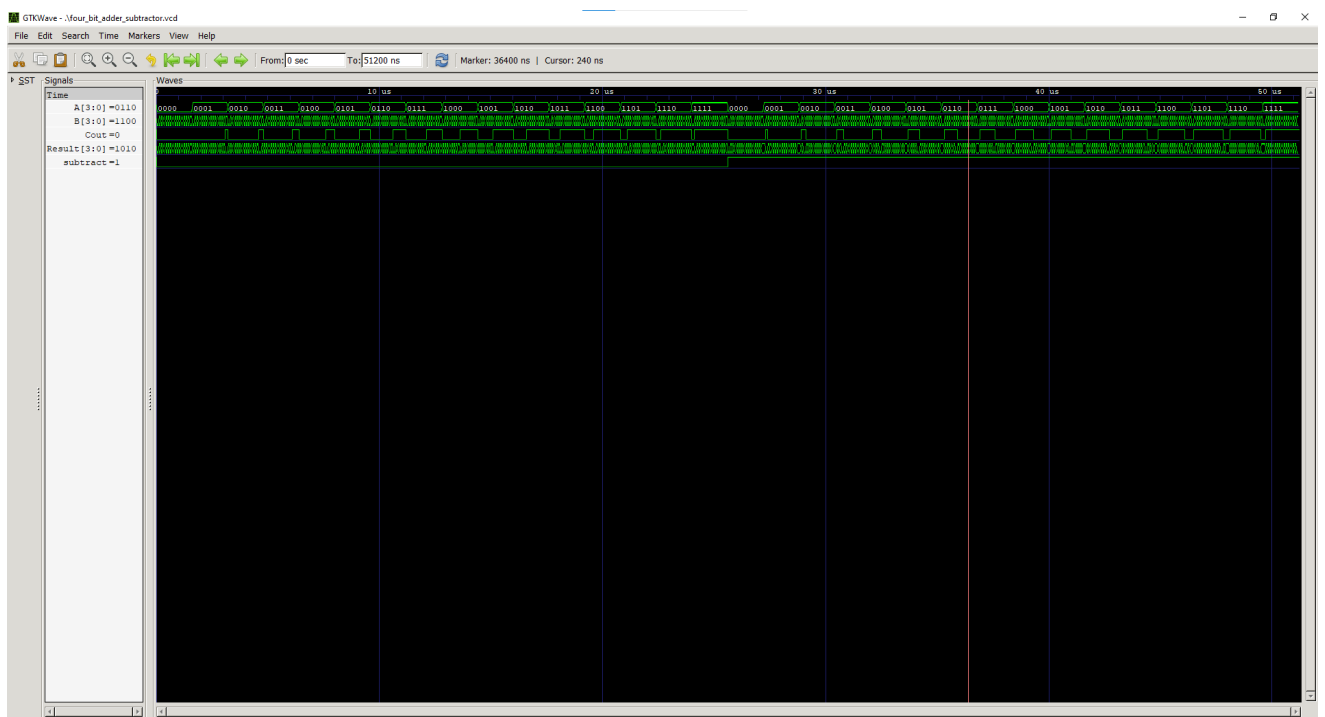 GTKWave - .\four_bit_adder_subtractor.vcd
File Edit Search Time Markers View Help
From: 0 sec To: 51200 ns Marker: 36400 ns | Cursor: 240 ns
SST Signals Waves
Time 10 us 20 us 30 us 40 us 50 us
A[3:0] =0110 0000 0001 0010 0011 0100 0101 0110 0111 1000 1001 1010 1011 1100 1101 1110 1111 0000 0001 0010 0011 0100 0101 0110 0111 1000 1001 1010 1011 1100 1101 1110 1111
B[3:0] =1100
Cout =0
Result[3:0] =1010
subtract =1